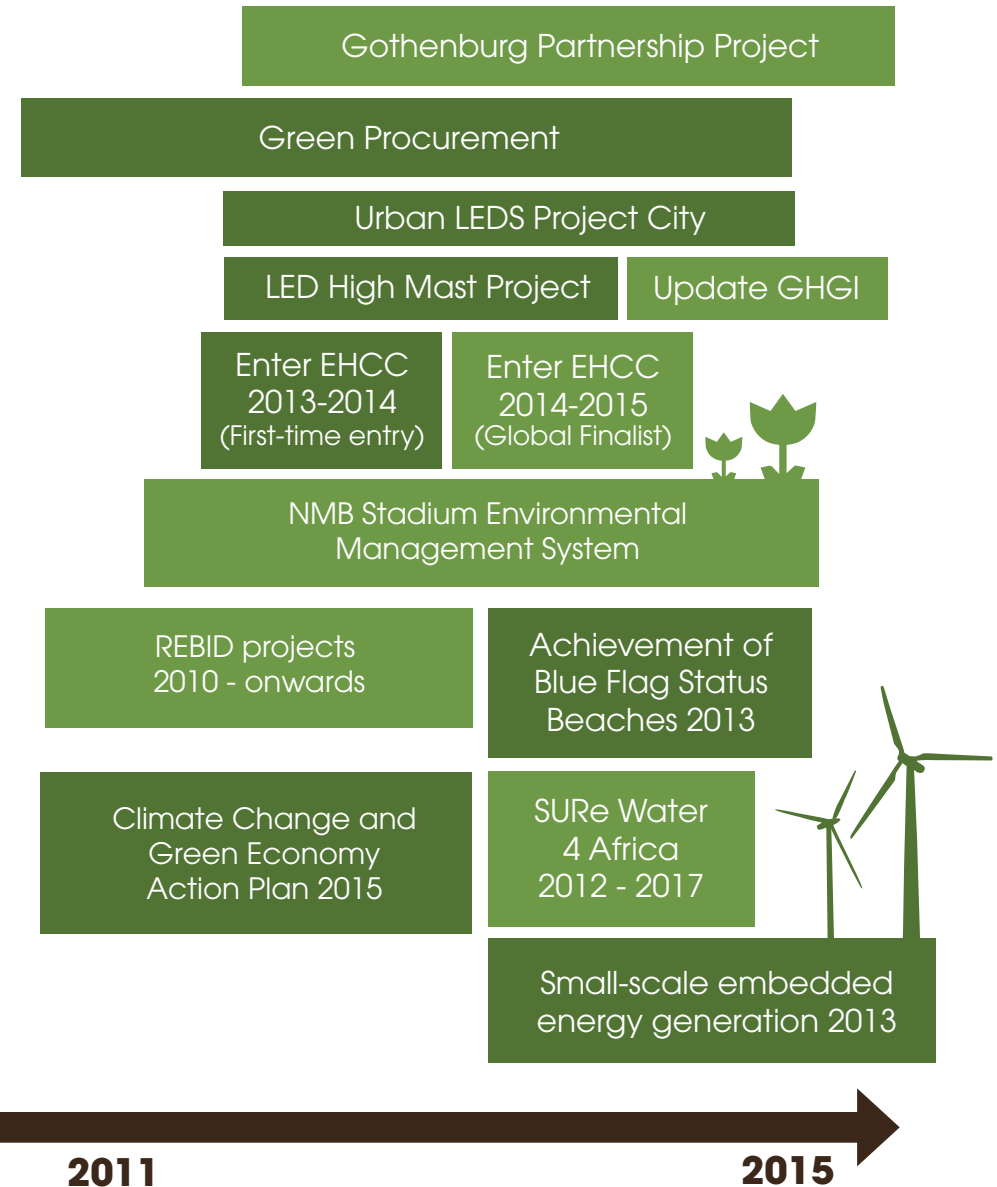 Gothenburg Partnership Project
Green Procurement
Urban LEDS Project City
LED High Mast Project
Update GHGI
Enter EHCC
2013-2014
(First-time entry)
Enter EHCC
2014-2015
(Global Finalist)
NMB Stadium Environmental
Management System
REBID projects
2010 - onwards
Achievement of
Blue Flag Status
Beaches 2013
Climate Change and
Green Economy
Action Plan 2015
SURe Water
4 Africa
2012 - 2017
Small-scale embedded
energy generation 2013
2011
2015